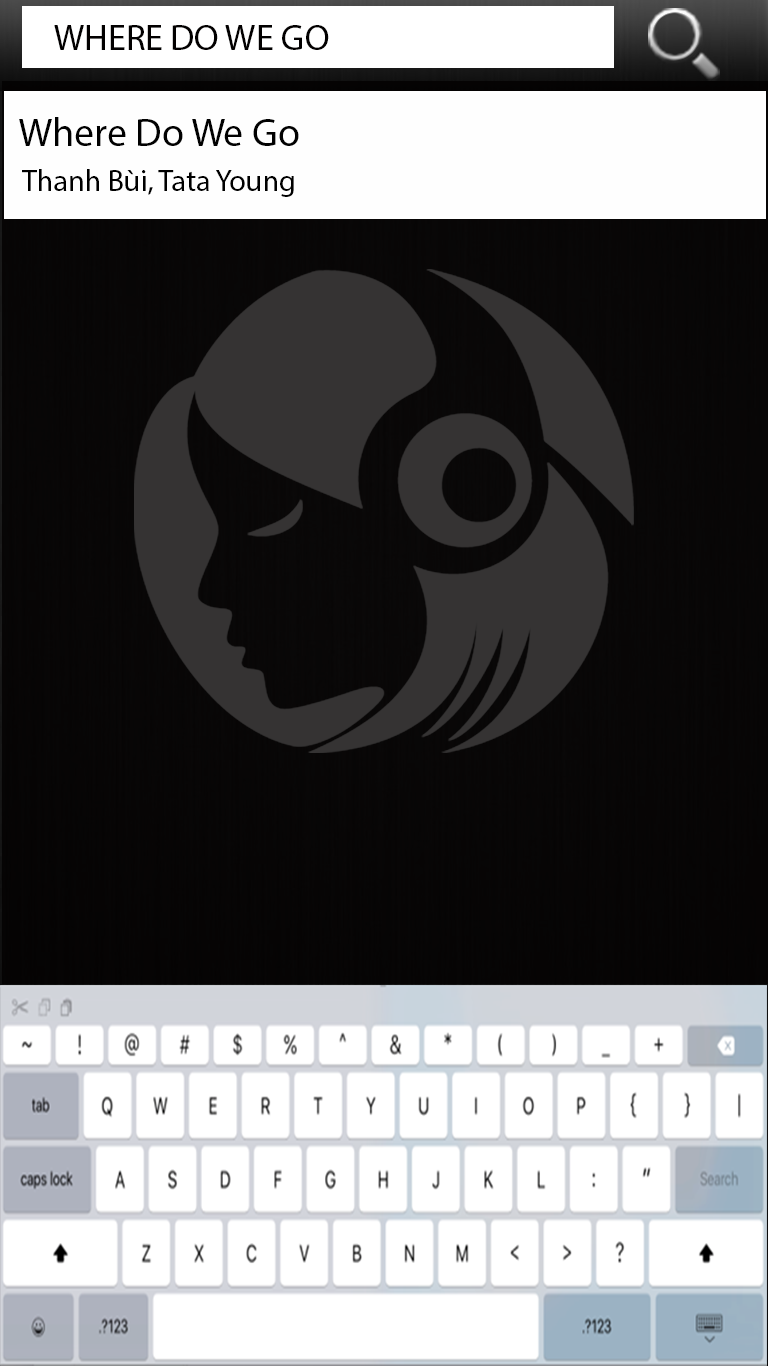 WHERE DO WE GO
Where Do We Go
Thanh Bùi, Tata Young
~ ! @ # $ % ^ & * ( ) _ +
tab Q W E R T Y U I O P { } |
caps lock A S D F G H J K L : " Search
Z X C V B N M < > ?
.?123 .?123